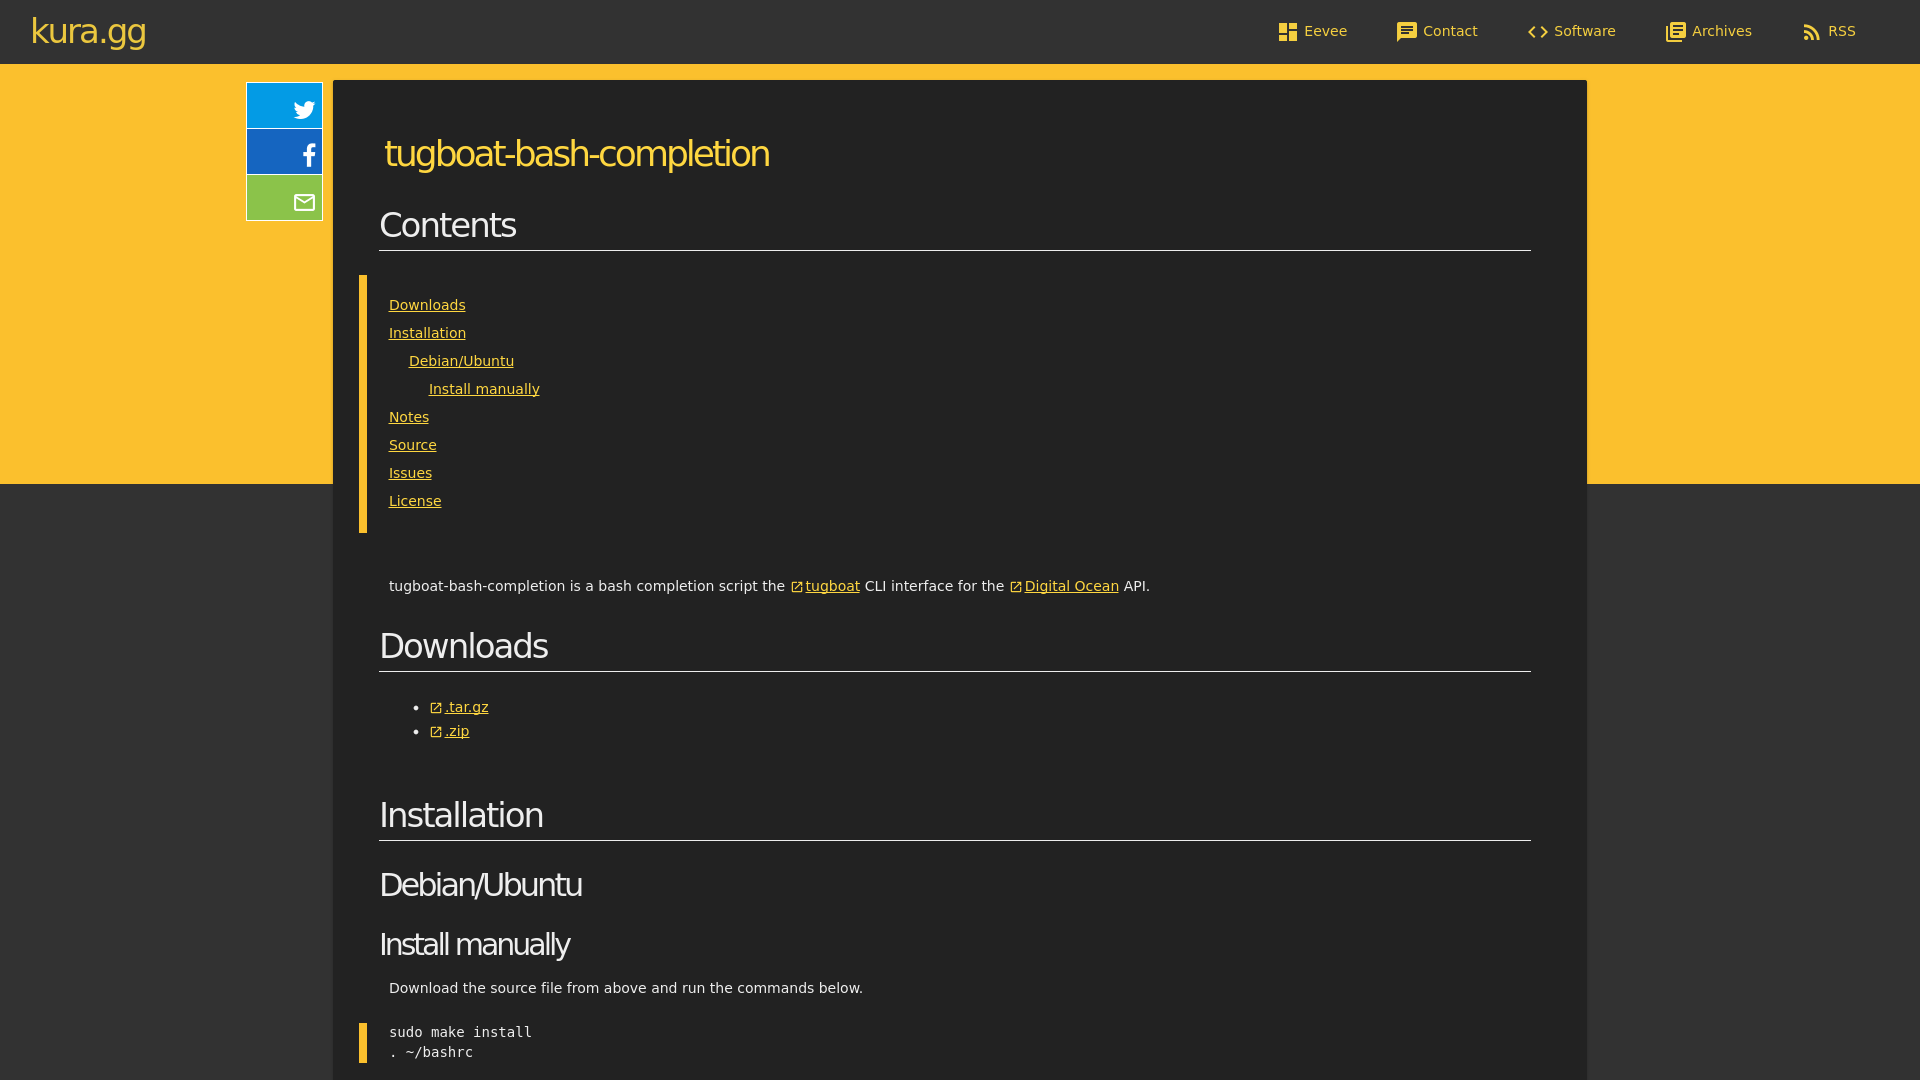 kura.gg
Eevee
Contact
Software
Archives
RSS
tugboat-bash-completion
Contents
Downloads
Installation
Debian/Ubuntu
Install manually
Notes
Source
Issues
License
tugboat-bash-completion is a bash completion script the tugboat CLI interface for the Digital Ocean API.
Downloads
.tar.gz
.zip
Installation
Debian/Ubuntu
Install manually
Download the source file from above and run the commands below.
sudo make install
. ~/bashrc